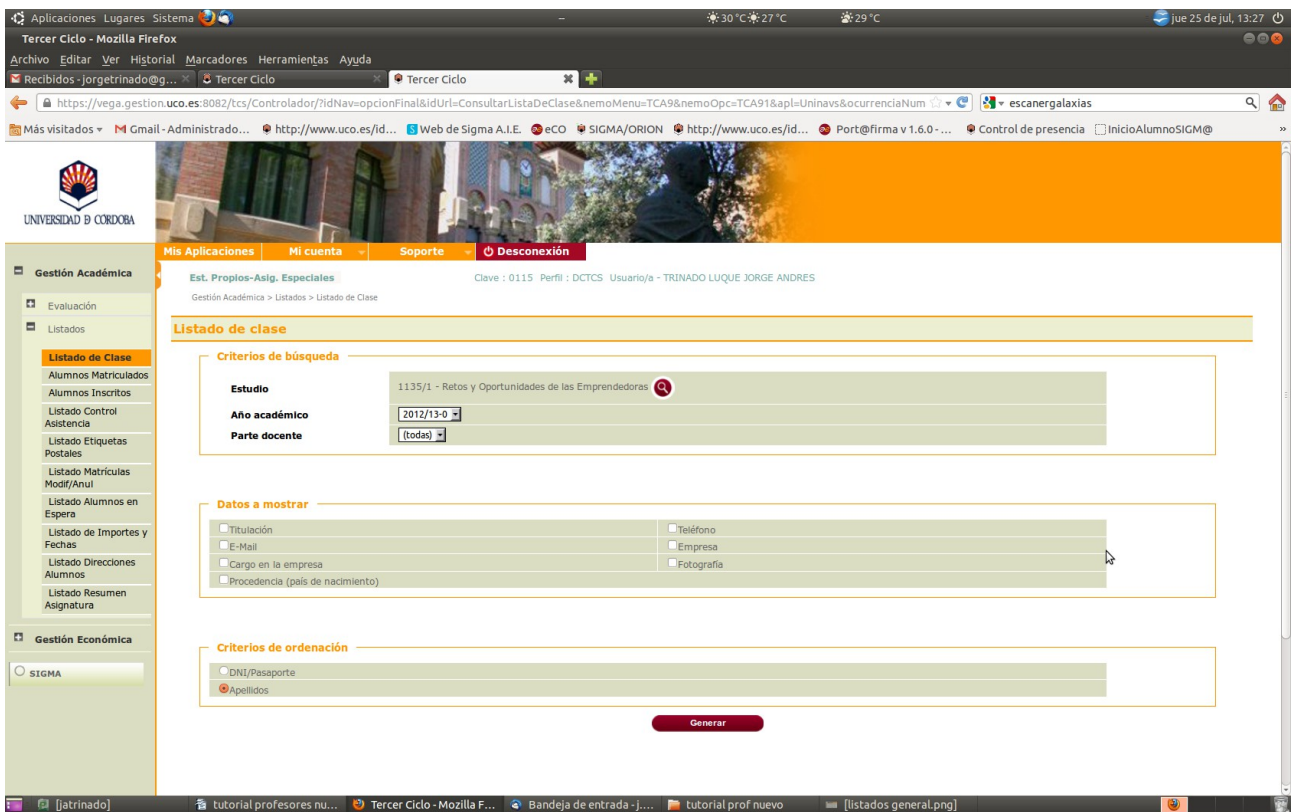 Aplicaciones Lugares Sistema
30 °C 27 °C
29 °C
jue 25 de jul, 13:27
Tercer Ciclo - Mozilla Firefox
Archivo Editar Ver Historial Marcadores Herramientas Ayuda
Recibidos - jorgetrinado@g...
Tercer Ciclo
Tercer Ciclo
https://vega.gestion.uco.es:8082/tcs/Controlador/?idNav=opcionFinal&idUrl=ConsultarListaDeClase&nemoMenu=TCA9&nemoOpc=TCA91&apl=Uninavs&ocurrenciaNum
escanergalaxias
Más visitados
Gmail - Administrado...
http://www.uco.es/id...
Web de Sigma A.I.E.
eCO
SIGMA/ORION
http://www.uco.es/id...
Port@firma v 1.6.0 - ...
Control de presencia
InicioAlumnoSIGM@
»
UNIVERSIDAD Ð CÓRDOBA
Mis Aplicaciones
Mi cuenta
Soporte
Desconexión
Gestión Académica
Evaluación
Listados
Listado de Clase
Alumnos Matriculados
Alumnos Inscritos
Listado Control
Asistencia
Listado Etiquetas
Postales
Listado Matrículas
Modif/Anul
Listado Alumnos en
Espera
Listado de Importes y
Fechas
Listado Direcciones
Alumnos
Listado Resumen
Asignatura
Gestión Económica
SIGMA
Est. Propios-Asig. Especiales
Clave : 0115 Perfil : DCTCS Usuario/a - TRINADO LUQUE JORGE ANDRES
Gestión Académica > Listados > Listado de Clase
Listado de clase
Criterios de búsqueda
Estudio
1135/1 - Retos y Oportunidades de las Emprendedoras
Año académico
2012/13-0
Parte docente
(todas)
Datos a mostrar
Titulación
Teléfono
E-Mail
Empresa
Cargo en la empresa
Fotografía
Procedencia (país de nacimiento)
Criterios de ordenación
DNI/Pasaporte
Apellidos
Generar
[jatrinado]
tutorial profesores nu...
Tercer Ciclo - Mozilla F...
Bandeja de entrada - j....
tutorial prof nuevo
[listados general.png]